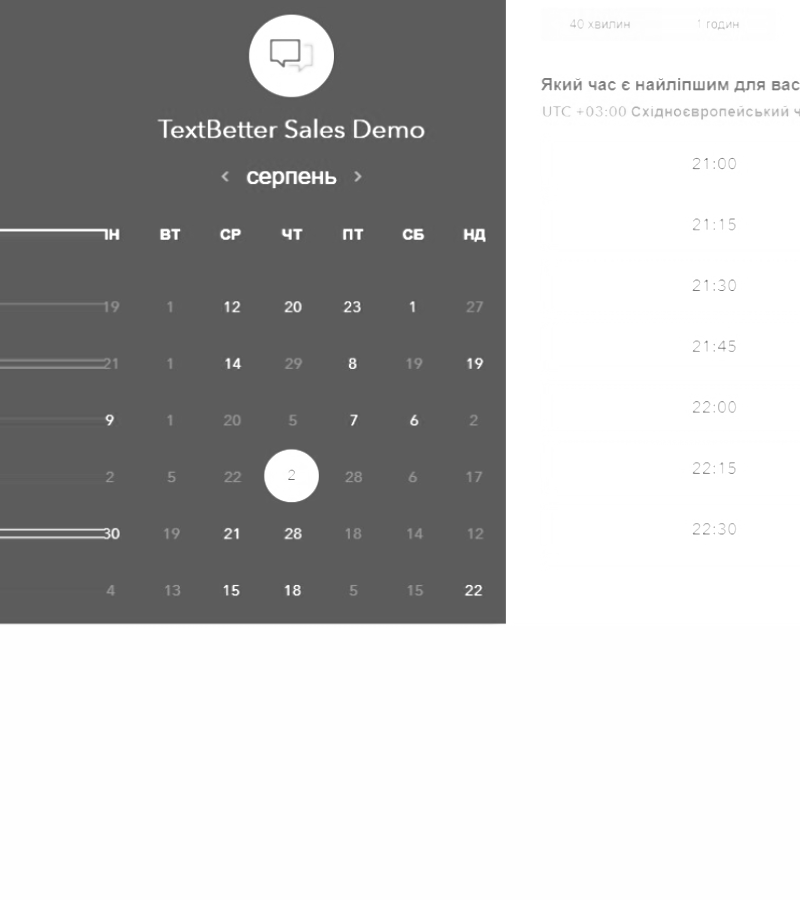 TextBetter Sales Demo
серпень
ВТ СР ЧТ ПТ СБ НД
19 1 12 20 23 1 27
21 1 14 29 8 19 19
9 1 20 5 7 6 2
2 5 22 2 28 6 17
30 19 21 28 18 14 12
4 13 15 18 5 15 22
40 хвилин 1 годин
Який час є найліпшим для вас
UTC +03:00 Східноєвропейський ч
21:00
21:15
21:30
21:45
22:00
22:15
22:30